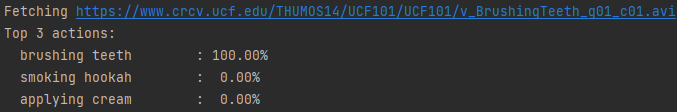 Fetching https://www.crcv.ucf.edu/THUMOS14/UCF101/UCF101/v_BrushingTeeth_g01_c01.avi
Top 3 actions:
brushing teeth : 100.00%
smoking hookah : 0.00%
applying cream : 0.00%